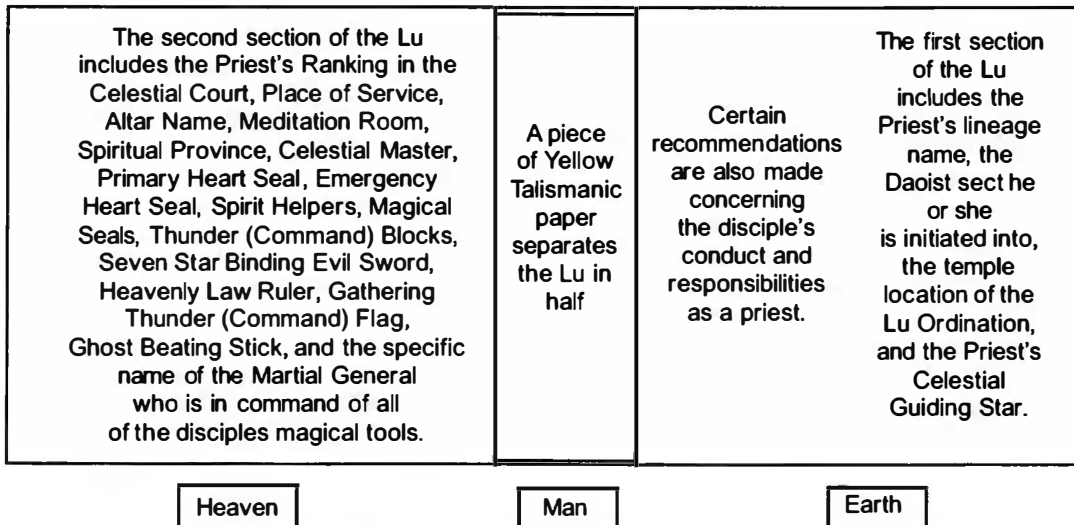 The second section of the Lu
includes the Priest's Ranking in the
Celestial Court, Place of Service,
Altar Name, Meditation Room,
Spiritual Province, Celestial Master,
Primary Heart Seal, Emergency
Heart Seal, Spirit Helpers, Magical
Seals, Thunder (Command) Blocks,
Seven Star Binding Evil Sword,
Heavenly Law Ruler, Gathering
Thunder (Command) Flag,
Ghost Beating Stick, and the specific
name of the Martial General
who is in command of all
of the disciples magical tools.
A piece
of Yellow
Talismanic
paper
separates
the Lu in
half
Certain
recommendations
are also made
concerning
the disciple's
conduct and
responsibilities
as a priest.
The first section
of the Lu
includes the
Priest's lineage
name, the
Daoist sect he
or she
is initiated into,
the temple
location of the
Lu Ordination,
and the Priest's
Celestial
Guiding Star.
Heaven
Man
Earth